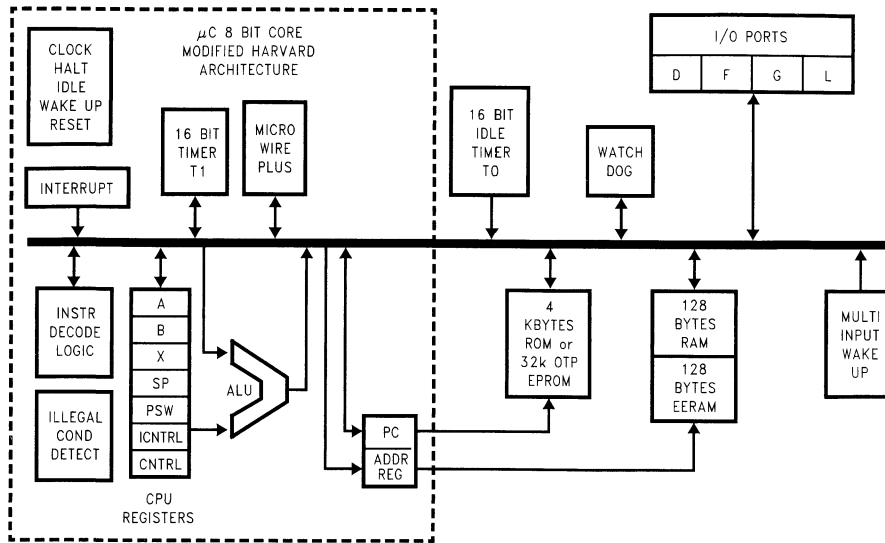 μC 8 BIT CORE
MODIFIED HARVARD
ARCHITECTURE
CLOCK
HALT
IDLE
WAKE UP
RESET
INTERRUPT
16 BIT
TIMER
T1
MICRO
WIRE
PLUS
16 BIT
IDLE
TIMER
T0
WATCH
DOG
I/O PORTS
D F G L
INSTR
DECODE
LOGIC
ILLEGAL
COND
DETECT
A
B
X
SP
PSW
ICNTRL
CNTRL
CPU
REGISTERS
ALU
PC
ADDR
REG
4
KBYTES
ROM or
32k OTP
EPROM
128
BYTES
RAM
128
BYTES
EERAM
MULTI
INPUT
WAKE
UP